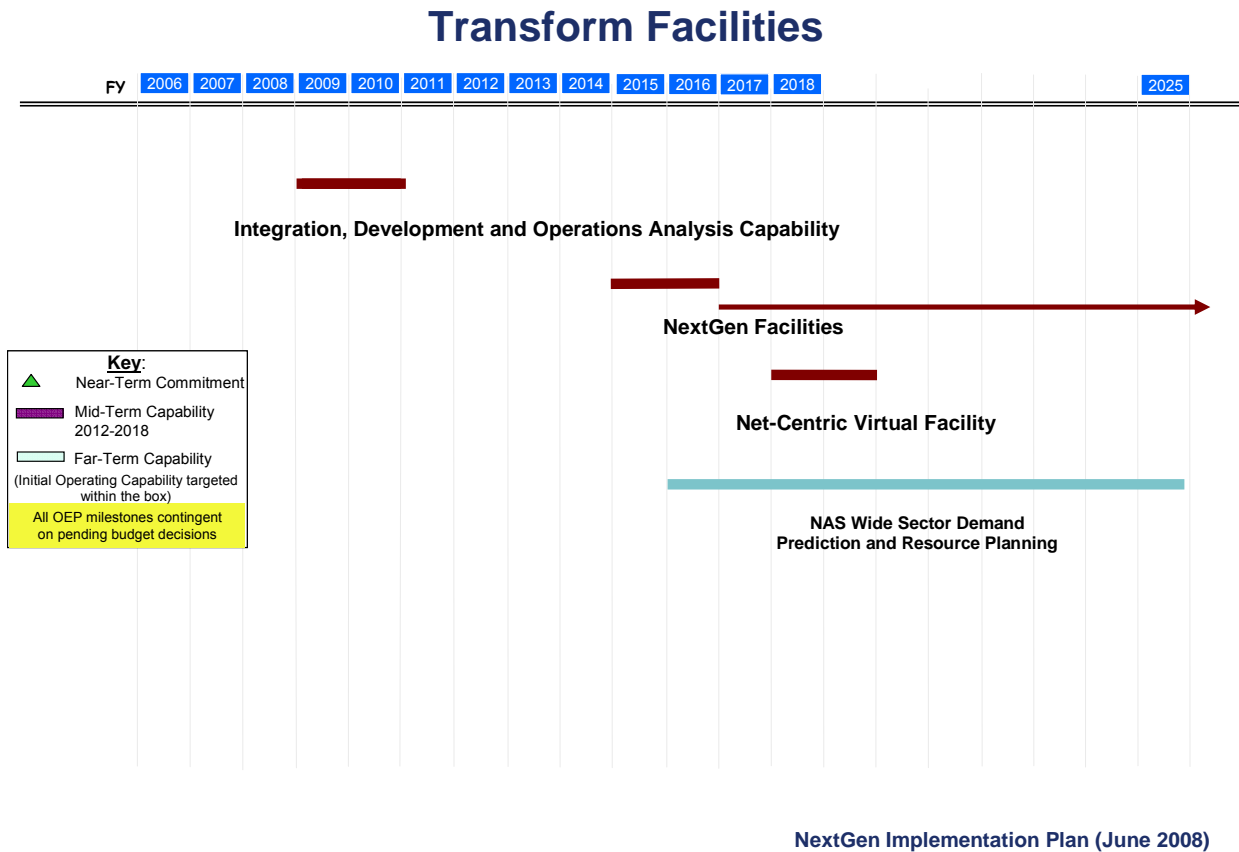 Transform Facilities
FY 2006 2007 2008 2009 2010 2011 2012 2013 2014 2015 2016 2017 2018 2025
Integration, Development and Operations Analysis Capability
NextGen Facilities
Key:
Near-Term Commitment
Mid-Term Capability
2012-2018
Far-Term Capability
(Initial Operating Capability targeted
within the box)
All OEP milestones contingent
on pending budget decisions
Net-Centric Virtual Facility
NAS Wide Sector Demand
Prediction and Resource Planning
NextGen Implementation Plan (June 2008)